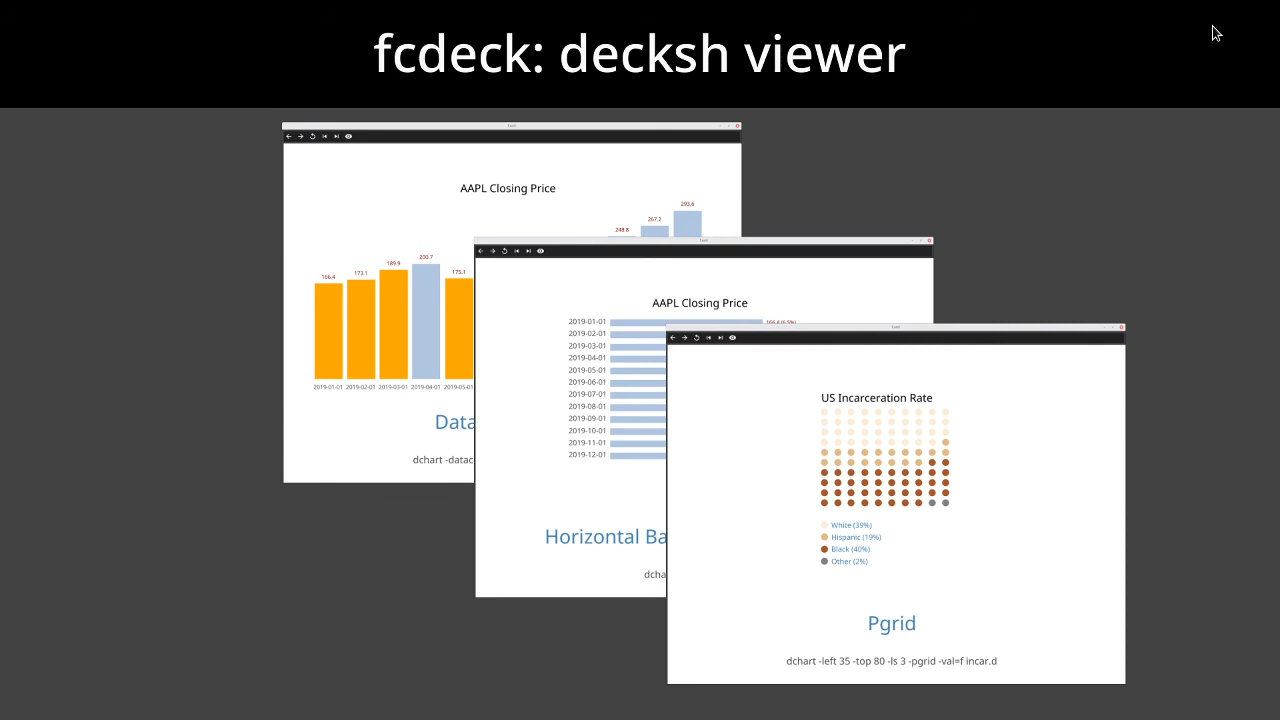 fcdeck: decksh viewer
AAPL Closing Price
293.6
267.2
248.8
200.7
189.9
173.1
166.4
175.1
2019-01-01 2019-02-01 2019-03-01 2019-04-01 2019-05-01
Data
dchart -datac
AAPL Closing Price
2019-01-01
2019-02-01
2019-03-01
2019-04-01
2019-05-01
2019-06-01
2019-07-01
2019-08-01
2019-09-01
2019-10-01
2019-11-01
2019-12-01
Horizontal Ba
dcha
US Incarceration Rate
White (39%)
Hispanic (19%)
Black (40%)
Other (2%)
Pgrid
dchart -left 35 -top 80 -ls 3 -pgrid -val=f incar.d